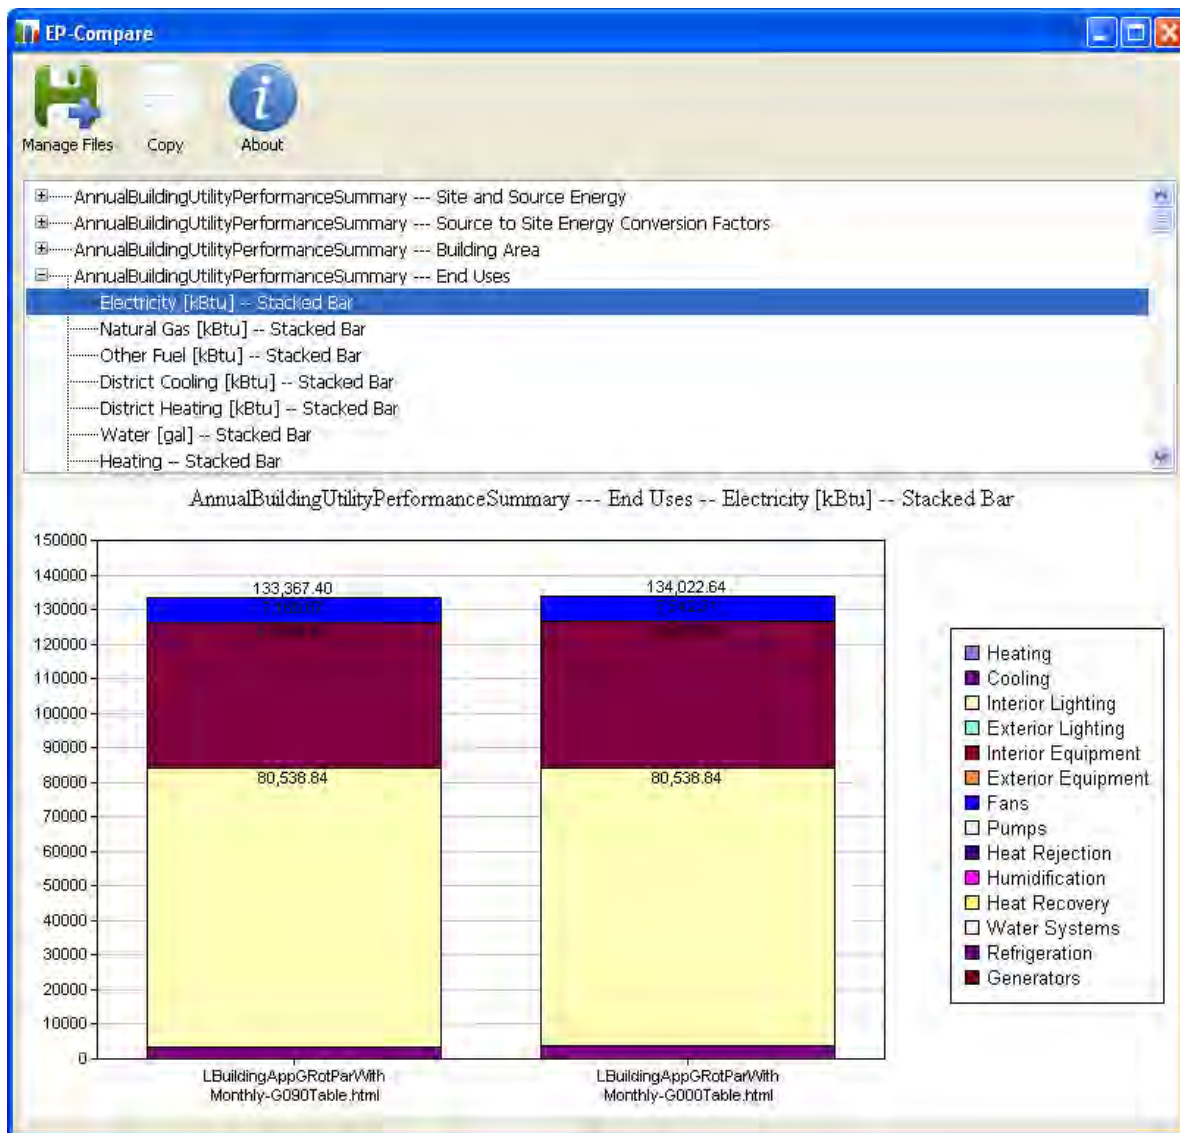 EP-Compare
Manage Files Copy About
AnnualBuildingUtilityPerformanceSummary --- Site and Source Energy
AnnualBuildingUtilityPerformanceSummary --- Source to Site Energy Conversion Factors
AnnualBuildingUtilityPerformanceSummary --- Building Area
AnnualBuildingUtilityPerformanceSummary --- End Uses
Electricity [kBtu] -- Stacked Bar
Natural Gas [kBtu] -- Stacked Bar
Other Fuel [kBtu] -- Stacked Bar
District Cooling [kBtu] -- Stacked Bar
District Heating [kBtu] -- Stacked Bar
Water [gal] -- Stacked Bar
Heating -- Stacked Bar
AnnualBuildingUtilityPerformanceSummary --- End Uses -- Electricity [kBtu] -- Stacked Bar
150000
140000
130000
120000
110000
100000
90000
80000
70000
60000
50000
40000
30000
20000
10000
0
133,367.40
134,022.64
80,538.84
80,538.84
LBuildingAppGRotParWith
Monthly-G090Table.html
LBuildingAppGRotParWith
Monthly-G000Table.html
Heating
Cooling
Interior Lighting
Exterior Lighting
Interior Equipment
Exterior Equipment
Fans
Pumps
Heat Rejection
Humidification
Heat Recovery
Water Systems
Refrigeration
Generators